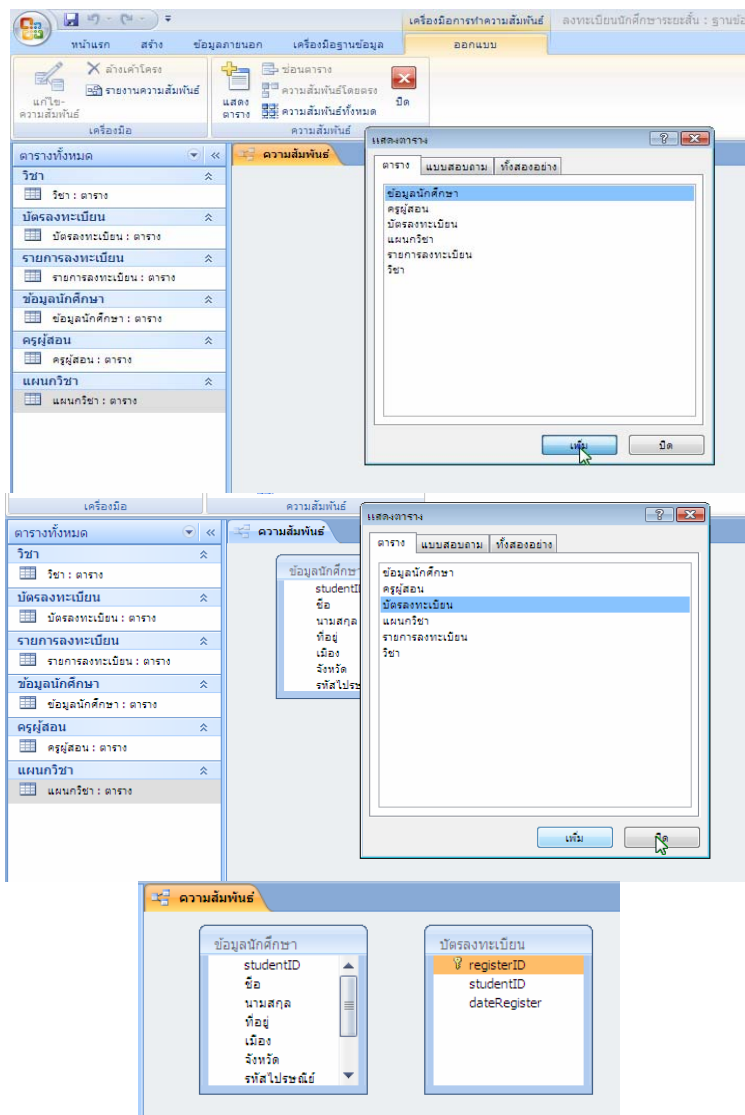 เครื่องมือการทำความสัมพันธ์ ลงทะเบียนนักศึกษาระยะสั้น : ฐานข้อ
หน้าแรก สร้าง ข้อมูลภายนอก เครื่องมือฐานข้อมูล ออกแบบ
แก้ไข-
ความสัมพันธ์
ล้างเค้าโครง
รายงานความสัมพันธ์
เครื่องมือ
แสดง
ตาราง
ซ่อนตาราง
ความสัมพันธ์โดยตรง
ความสัมพันธ์ทั้งหมด
ปิด
ความสัมพันธ์
ตารางทั้งหมด
วิชา
วิชา : ตาราง
บัตรลงทะเบียน
บัตรลงทะเบียน : ตาราง
รายการลงทะเบียน
รายการลงทะเบียน : ตาราง
ข้อมูลนักศึกษา
ข้อมูลนักศึกษา : ตาราง
ครูผู้สอน
ครูผู้สอน : ตาราง
แผนกวิชา
แผนกวิชา : ตาราง
ความสัมพันธ์
แสดงตาราง
ตาราง แบบสอบถาม ทั้งสองอย่าง
ข้อมูลนักศึกษา
ครูผู้สอน
บัตรลงทะเบียน
แผนกวิชา
รายการลงทะเบียน
วิชา
เพิ่ม ปิด
เครื่องมือ ความสัมพันธ์
ตารางทั้งหมด
วิชา
วิชา : ตาราง
บัตรลงทะเบียน
บัตรลงทะเบียน : ตาราง
รายการลงทะเบียน
รายการลงทะเบียน : ตาราง
ข้อมูลนักศึกษา
ข้อมูลนักศึกษา : ตาราง
ครูผู้สอน
ครูผู้สอน : ตาราง
แผนกวิชา
แผนกวิชา : ตาราง
ความสัมพันธ์
ข้อมูลนักศึกษ
studentI
ชื่อ
นามสกุล
ที่อยู่
เมือง
จังหวัด
รหัสไปรษ
แสดงตาราง
ตาราง แบบสอบถาม ทั้งสองอย่าง
ข้อมูลนักศึกษา
ครูผู้สอน
บัตรลงทะเบียน
แผนกวิชา
รายการลงทะเบียน
วิชา
เพิ่ม ปิด
ความสัมพันธ์
ข้อมูลนักศึกษา
studentID
ชื่อ
นามสกุล
ที่อยู่
เมือง
จังหวัด
รหัสไปรษณีย์
บัตรลงทะเบียน
registerID
studentID
dateRegister